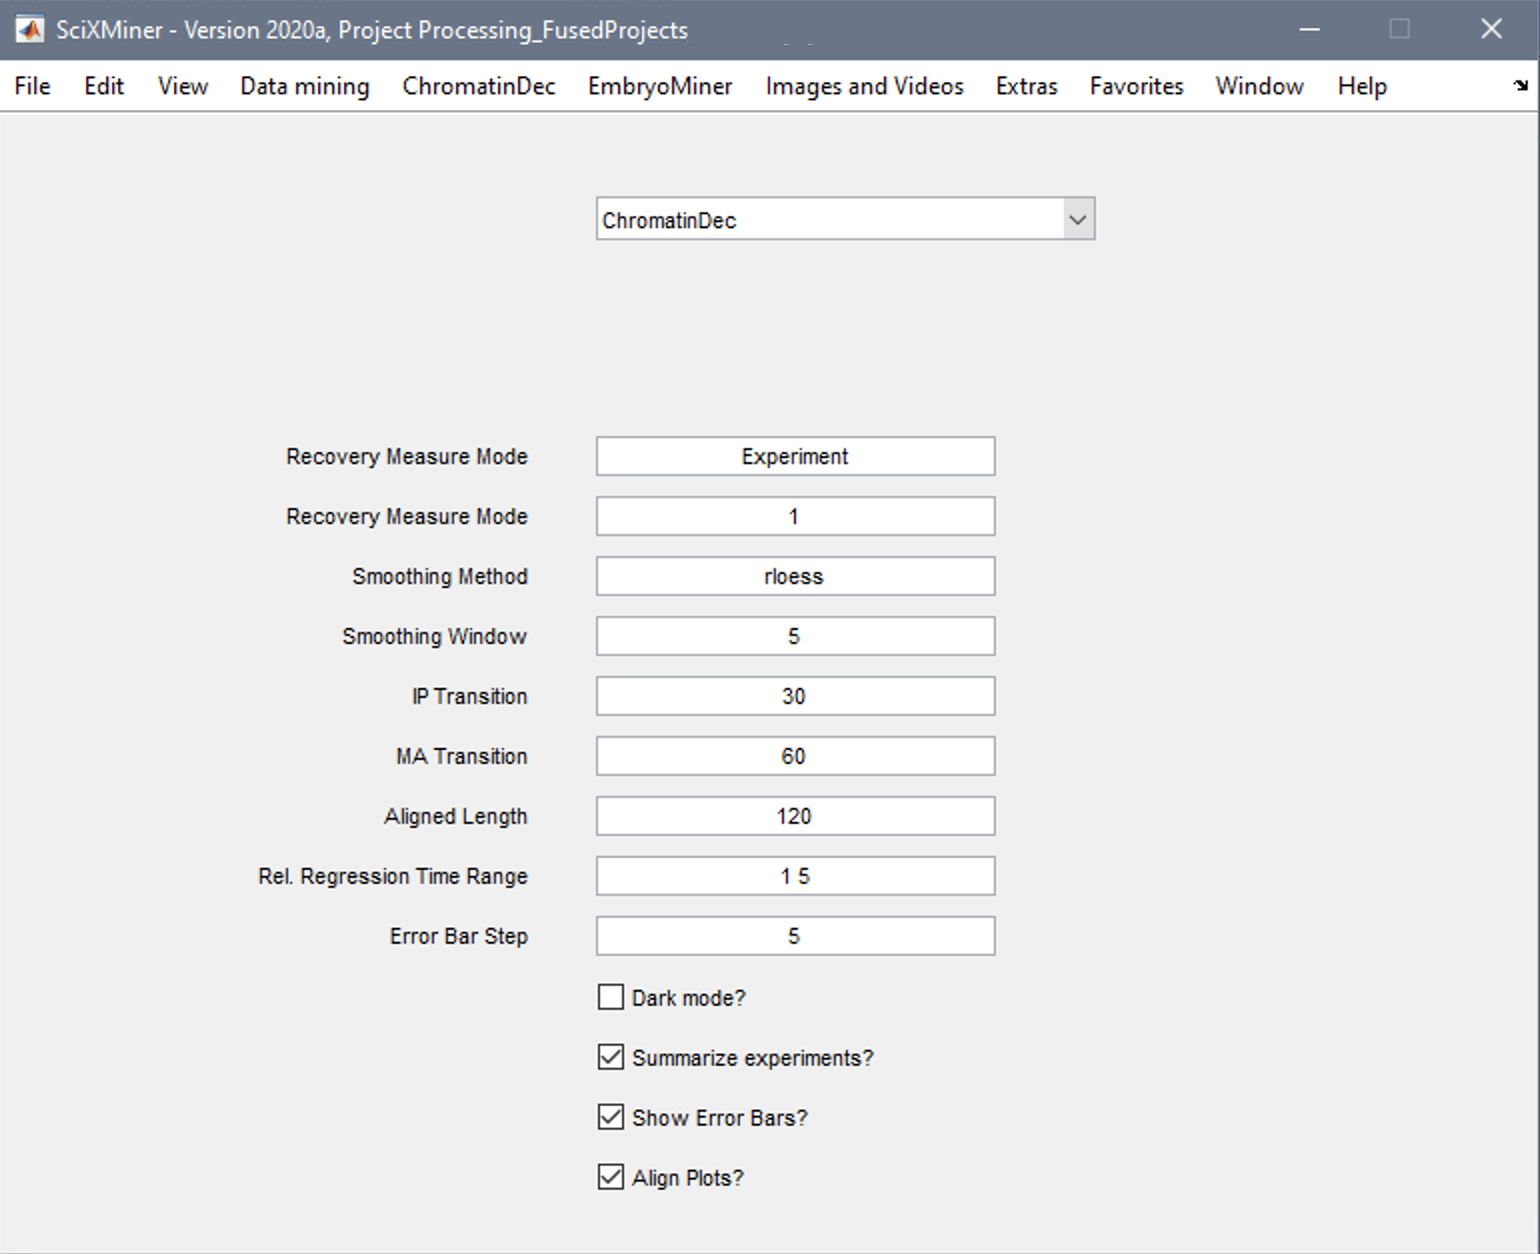 SciXMiner - Version 2020a, Project Processing_FusedProjects
File Edit View Data mining ChromatinDec EmbryoMiner Images and Videos Extras Favorites Window Help
ChromatinDec
Recovery Measure Mode Experiment
Recovery Measure Mode 1
Smoothing Method rloess
Smoothing Window 5
IP Transition 30
MA Transition 60
Aligned Length 120
Rel. Regression Time Range 1 5
Error Bar Step 5
Dark mode?
Summarize experiments?
Show Error Bars?
Align Plots?